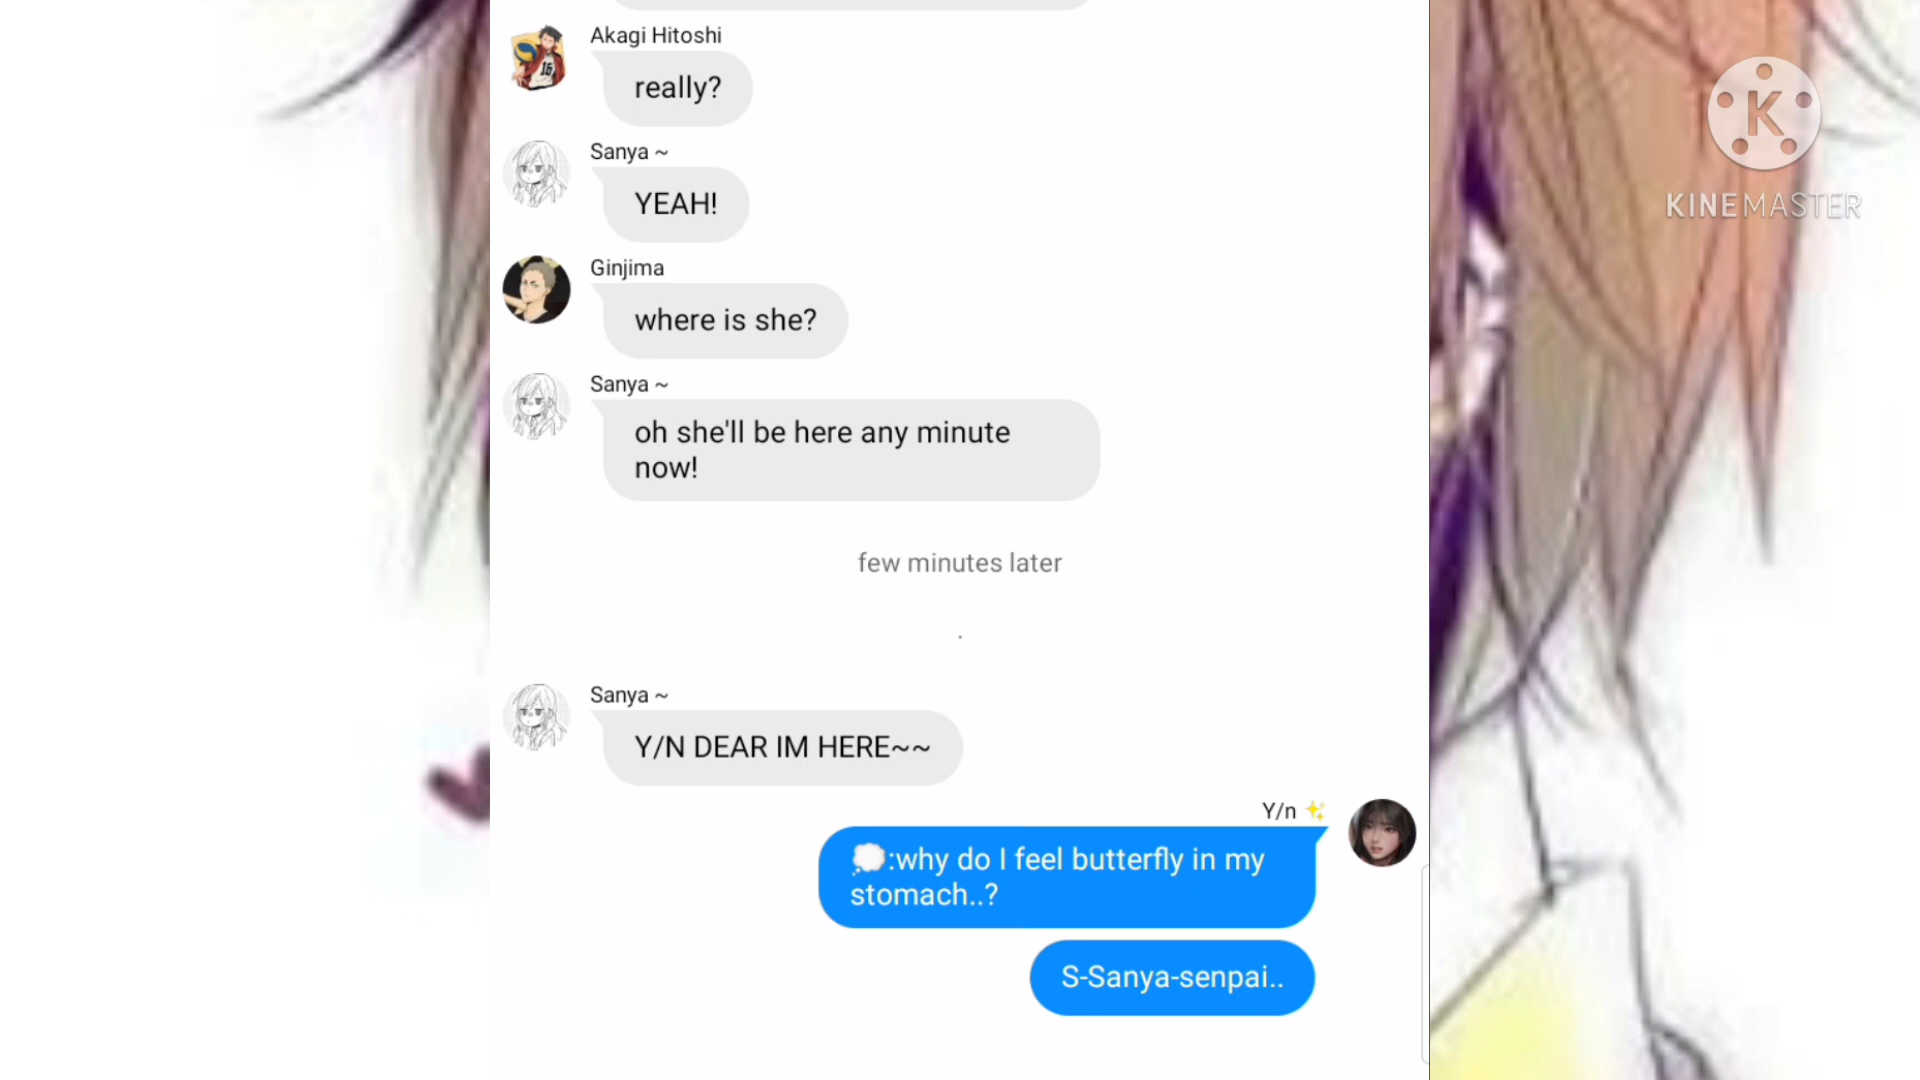 Akagi Hitoshi
really?
Sanya ~
YEAH!
Ginjima
where is she?
Sanya ~
oh she'll be here any minute
now!
few minutes later
.
Sanya ~
Y/N DEAR IM HERE~~
Y/n ✨
💭:why do I feel butterfly in my
stomach..?
S-Sanya-senpai..
K
KINEMASTER
16